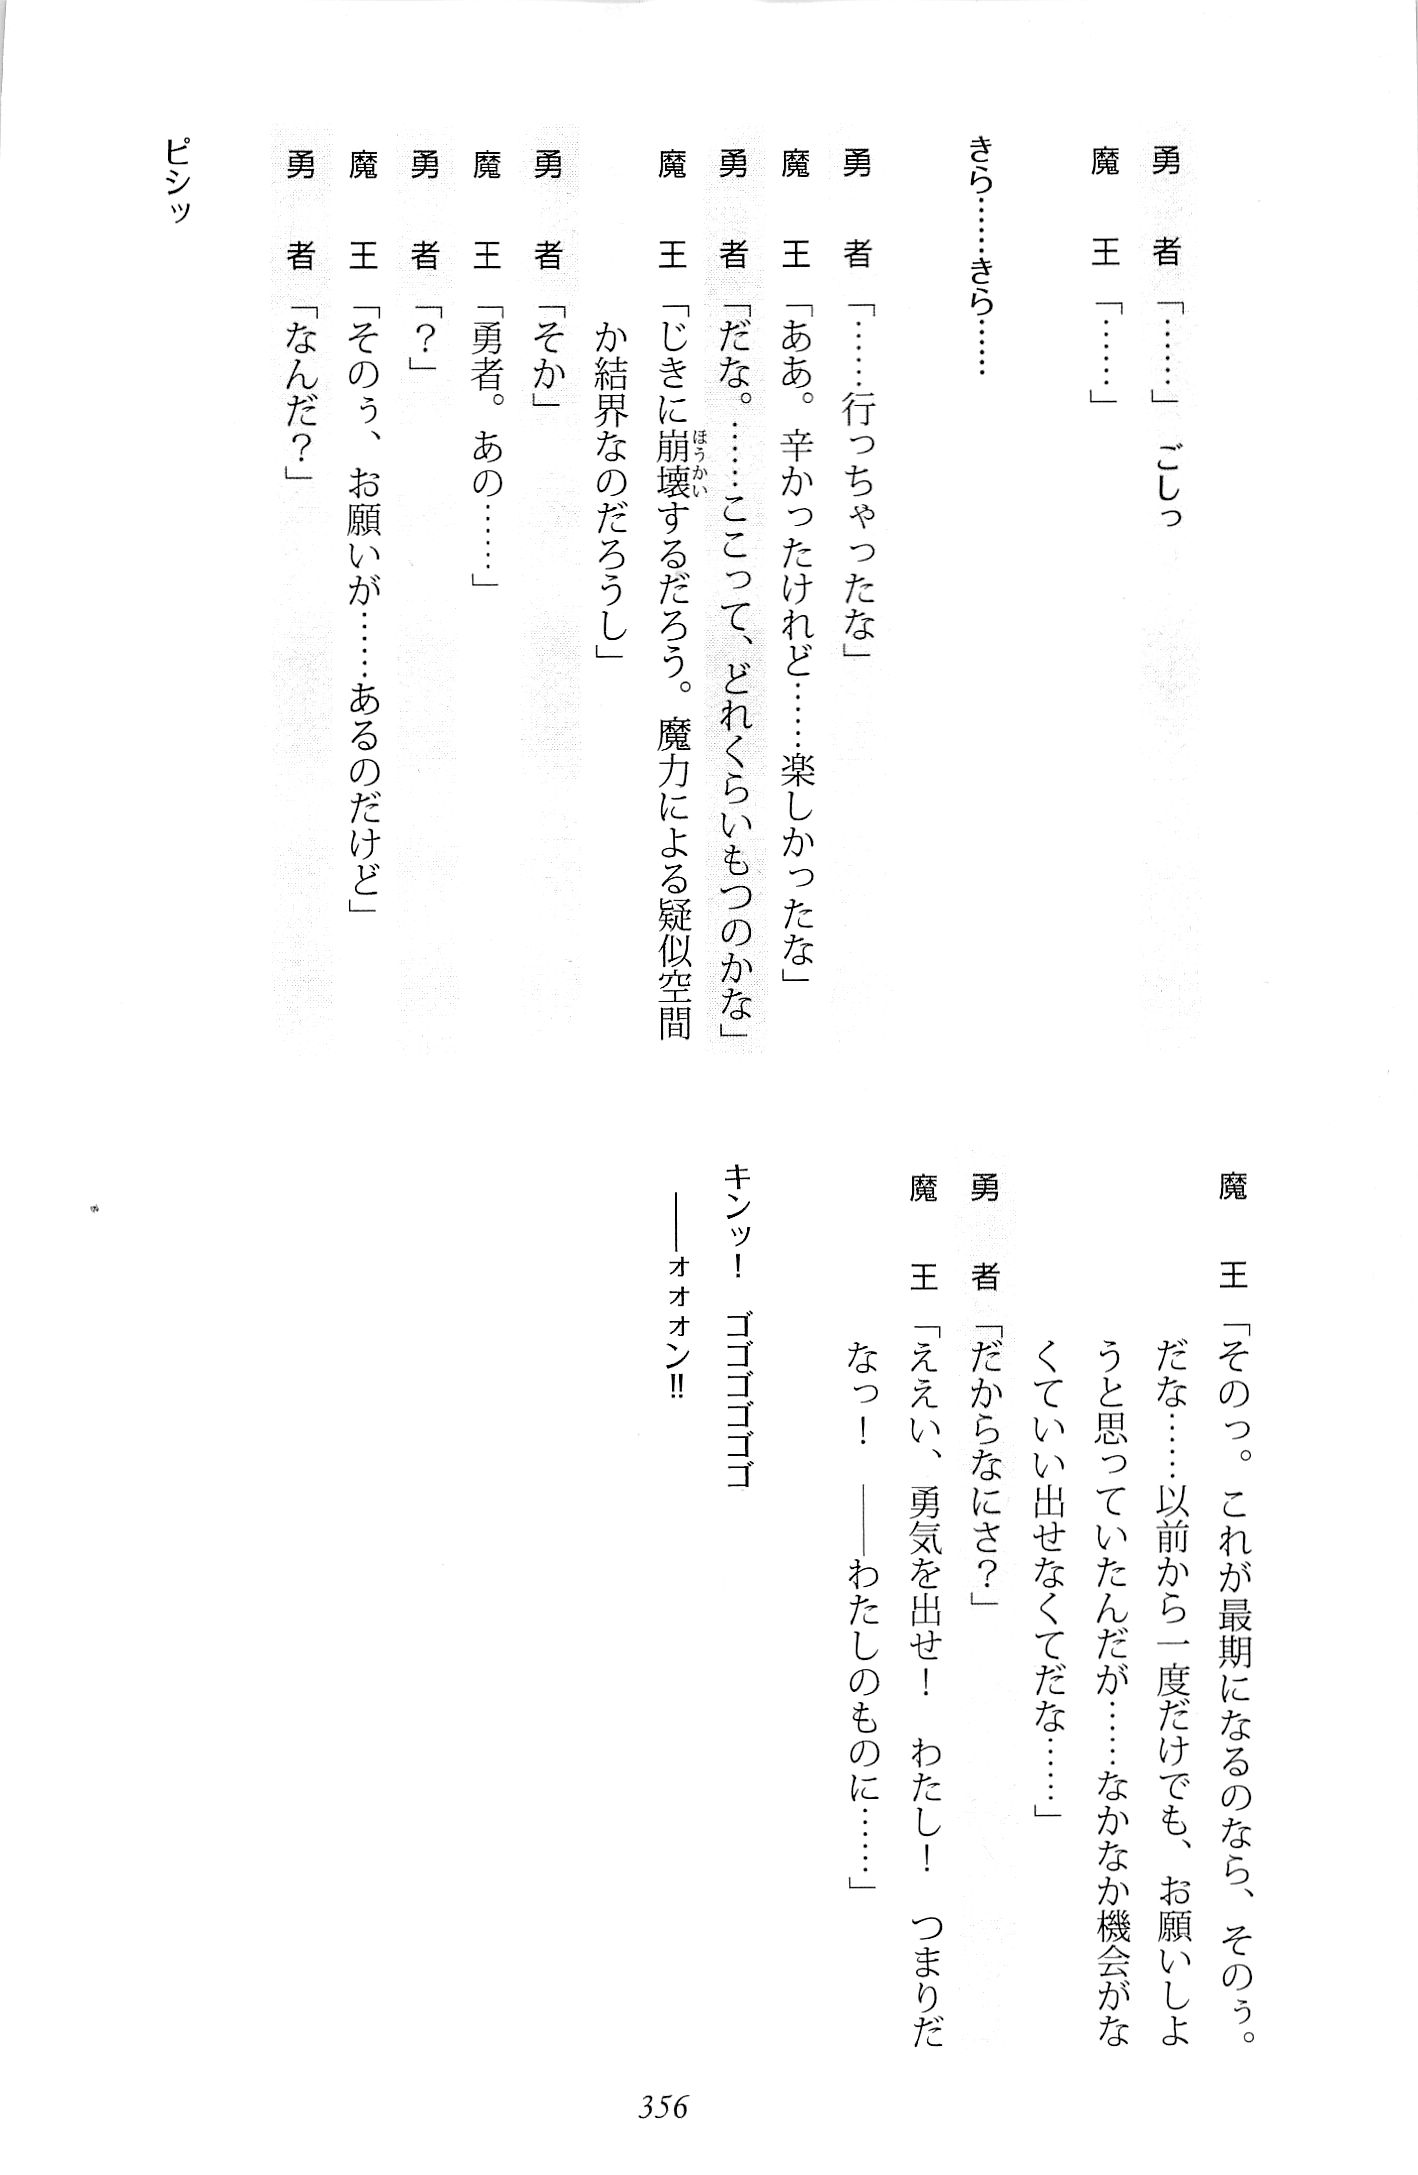 勇者「……」　ごしっ
魔王「……」
きら……きら……
勇者「……行っちゃったな」
魔王「ああ。辛かったけれど……楽しかったな」
勇者「だな。……ここって、どれくらいもつのかな」
魔王「じきに崩壊するだろう。魔力による疑似空間
か結界なのだろうし」
勇者「そか」
魔王「勇者。あの……」
勇者「？」
魔王「そのぅ、お願いが……あるのだけど」
勇者「なんだ？」
ピシッ
魔王「そのっ。これが最期になるのなら、そのぅ。
だな……以前から一度だけでも、お願いしよ
うと思っていたんだが……なかなか機会がな
くていい出せなくてだな……」
勇者「だからなにさ？」
魔王「ええい、勇気を出せ！　わたし！　つまりだ
なっ！　――わたしのものに……」
キンッ！　ゴゴゴゴゴゴ
――ォォォン!!
356